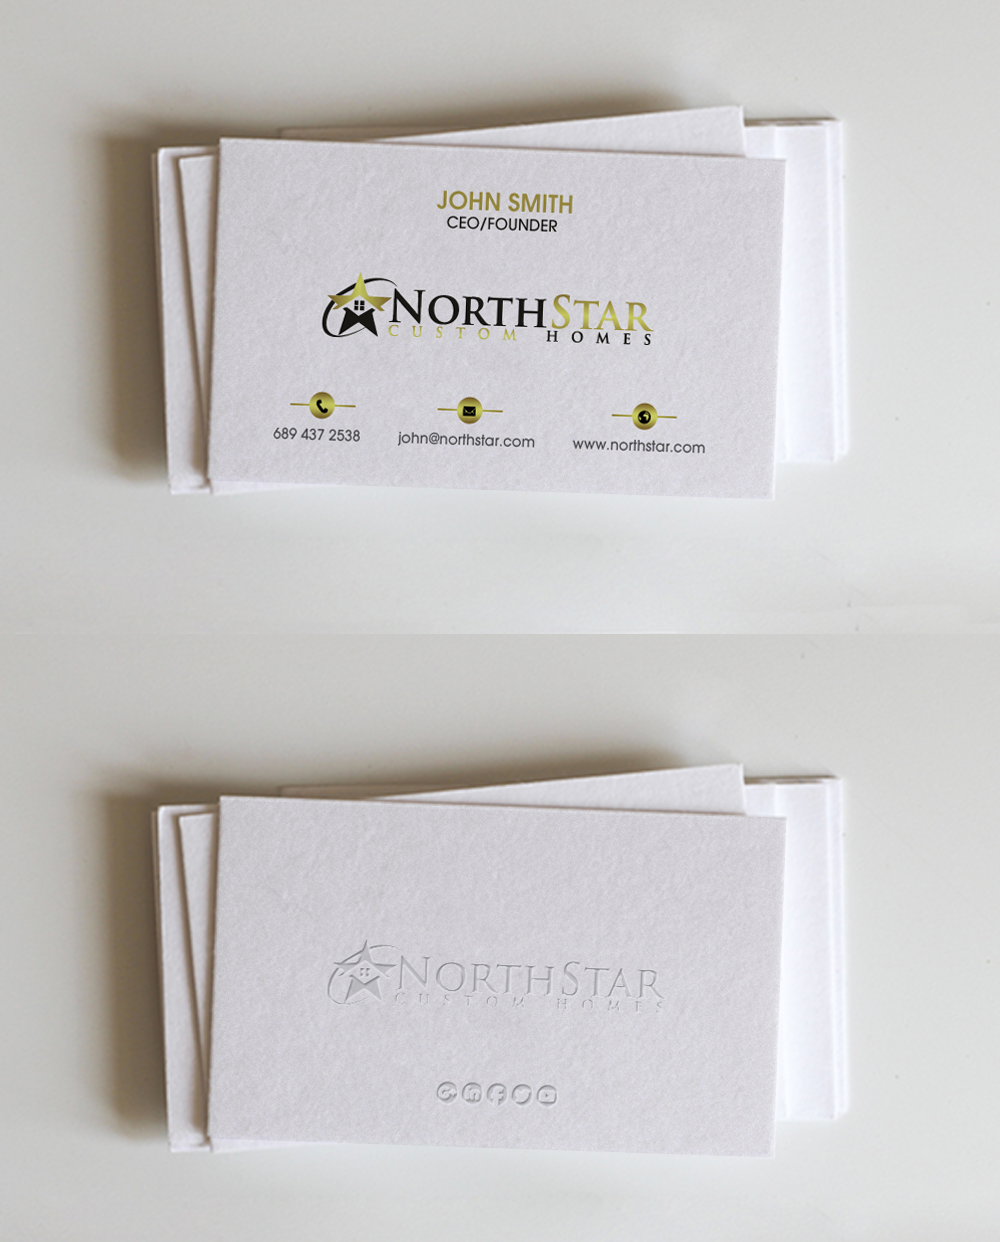 JOHN SMITH
CEO/FOUNDER
NORTHSTAR
CUSTOM HOMES
689 437 2538
john@northstar.com
www.northstar.com
NORTHSTAR
CUSTOM HOMES